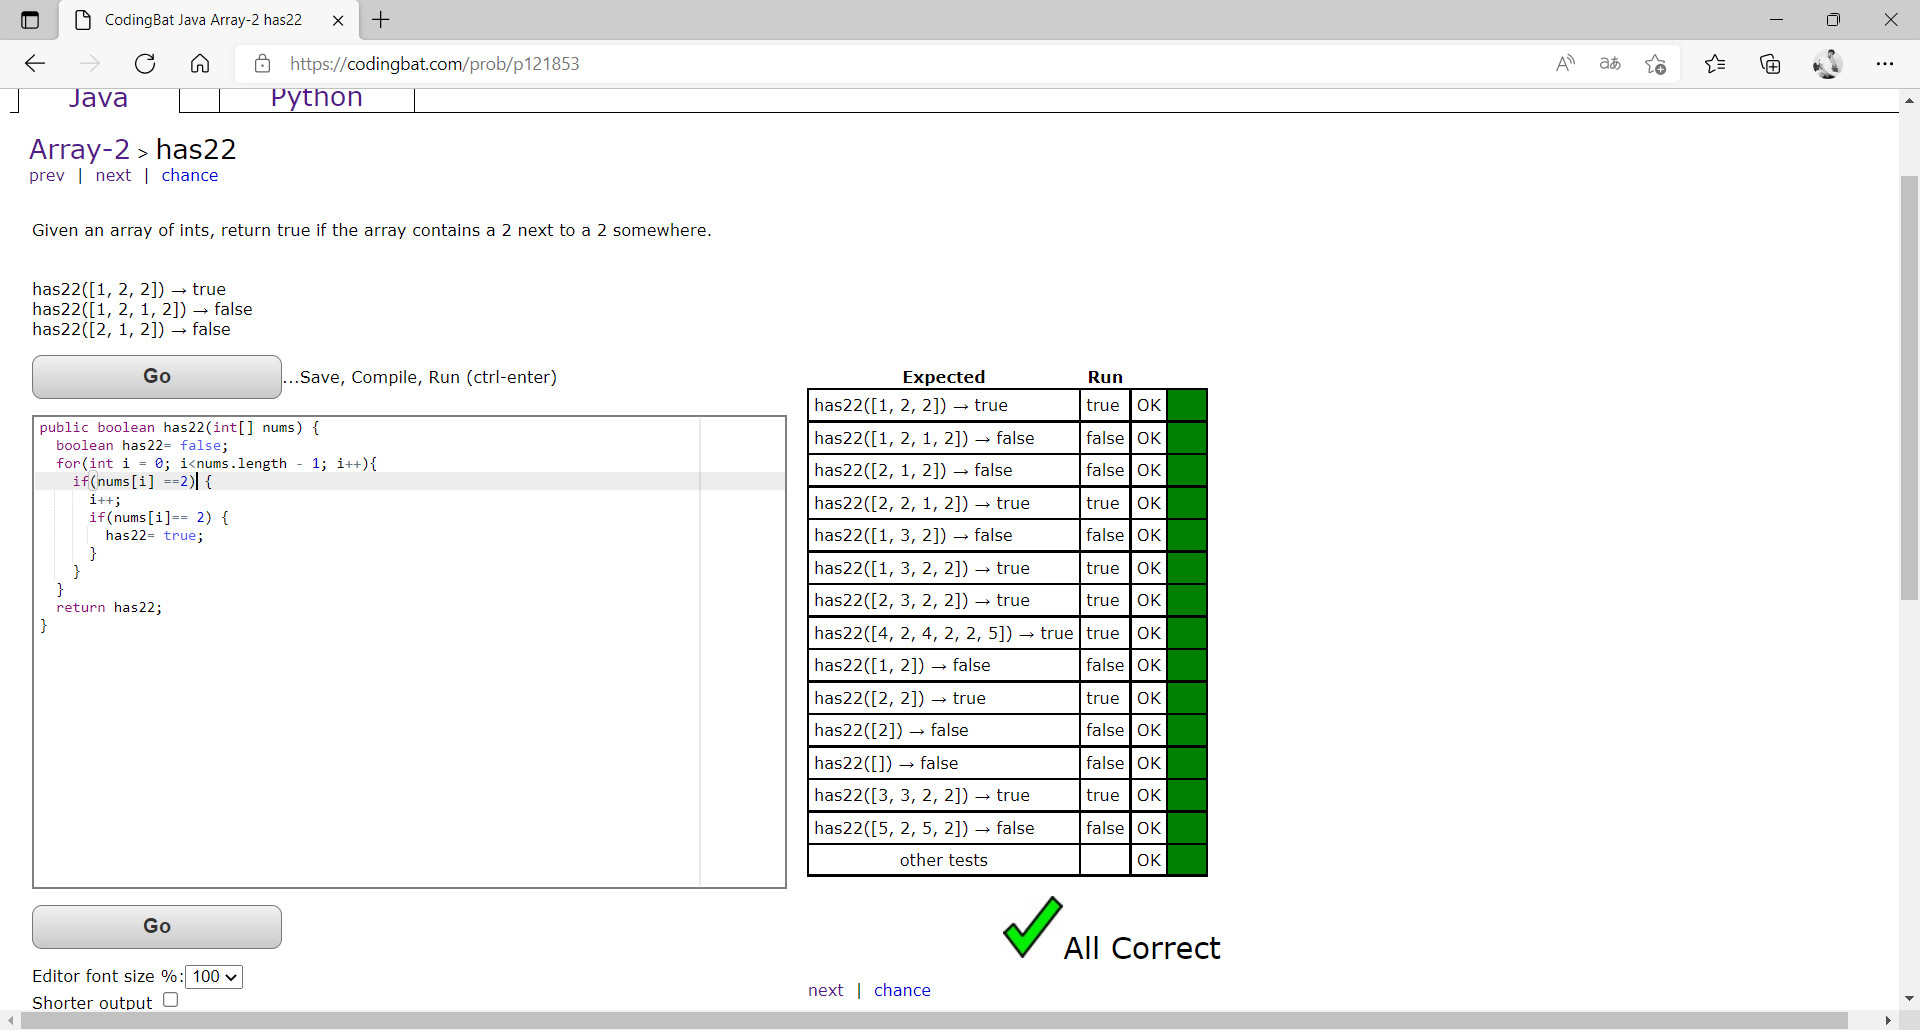 CodingBat Java Array-2 has22
https://codingbat.com/prob/p121853
Java
Python
Array-2 > has22
prev | next | chance
Given an array of ints, return true if the array contains a 2 next to a 2 somewhere.
has22([1, 2, 2]) → true
has22([1, 2, 1, 2]) → false
has22([2, 1, 2]) → false
Go
...Save, Compile, Run (ctrl-enter)
public boolean has22(int[] nums) {
boolean has22= false;
for(int i = 0; i<nums.length - 1; i++){
if(nums[i] ==2) {
i++;
if(nums[i]== 2) {
has22= true;
}
}
}
return has22;
}
Go
Editor font size %: 100
Shorter output
Expected Run
has22([1, 2, 2]) → true true OK
has22([1, 2, 1, 2]) → false false OK
has22([2, 1, 2]) → false false OK
has22([2, 2, 1, 2]) → true true OK
has22([1, 3, 2]) → false false OK
has22([1, 3, 2, 2]) → true true OK
has22([2, 3, 2, 2]) → true true OK
has22([4, 2, 4, 2, 2, 5]) → true true OK
has22([1, 2]) → false false OK
has22([2, 2]) → true true OK
has22([2]) → false false OK
has22([]) → false false OK
has22([3, 3, 2, 2]) → true true OK
has22([5, 2, 5, 2]) → false false OK
other tests OK
All Correct
next | chance